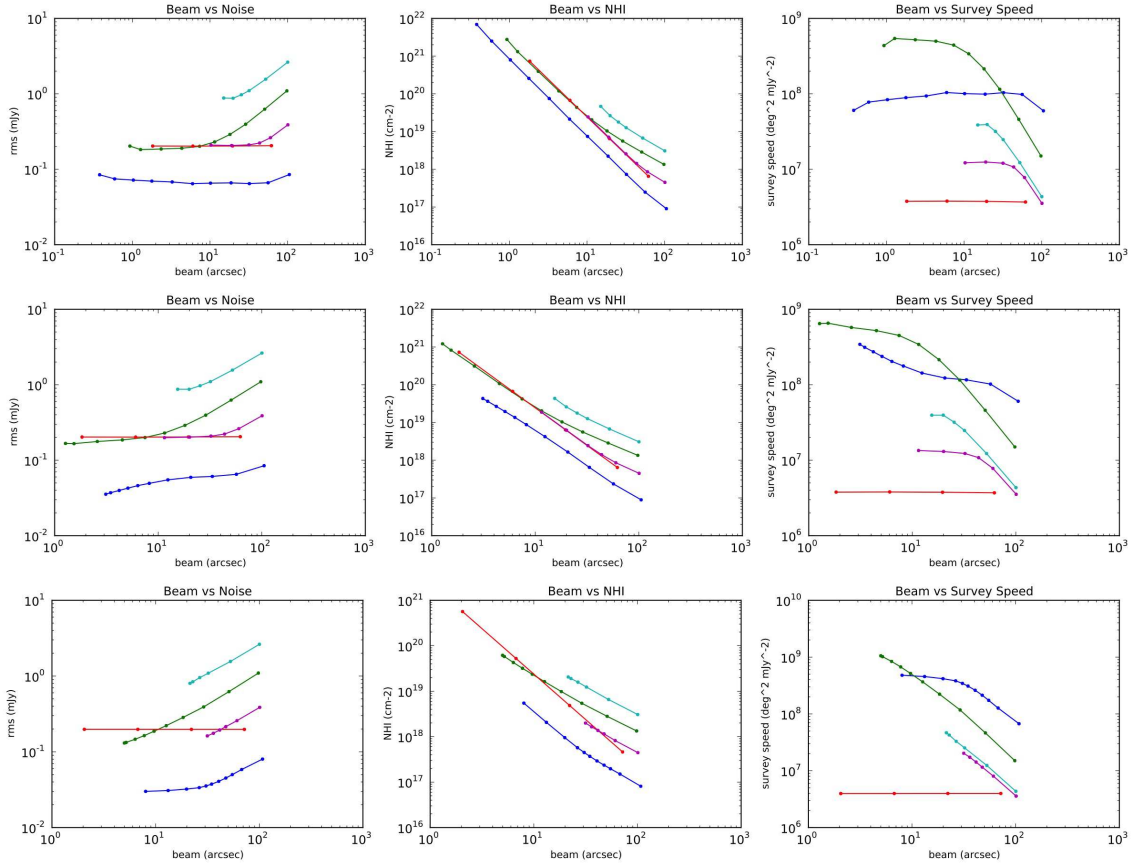 Beam vs Noise
10^1
10^0
10^-1
10^-2
rms (mJy)
10^-1 10^0 10^1 10^2 10^3
beam (arcsec)
Beam vs NHI
10^22
10^21
10^20
10^19
10^18
10^17
10^16
NHI (cm-2)
10^-1 10^0 10^1 10^2 10^3
beam (arcsec)
Beam vs Survey Speed
10^9
10^8
10^7
10^6
survey speed (deg^2 mJy^-2)
10^-1 10^0 10^1 10^2 10^3
beam (arcsec)
Beam vs Noise
10^1
10^0
10^-1
10^-2
rms (mJy)
10^0 10^1 10^2 10^3
beam (arcsec)
Beam vs NHI
10^22
10^21
10^20
10^19
10^18
10^17
10^16
NHI (cm-2)
10^0 10^1 10^2 10^3
beam (arcsec)
Beam vs Survey Speed
10^9
10^8
10^7
10^6
survey speed (deg^2 mJy^-2)
10^0 10^1 10^2 10^3
beam (arcsec)
Beam vs Noise
10^1
10^0
10^-1
10^-2
rms (mJy)
10^0 10^1 10^2 10^3
beam (arcsec)
Beam vs NHI
10^21
10^20
10^19
10^18
10^17
10^16
NHI (cm-2)
10^0 10^1 10^2 10^3
beam (arcsec)
Beam vs Survey Speed
10^10
10^9
10^8
10^7
10^6
survey speed (deg^2 mJy^-2)
10^0 10^1 10^2 10^3
beam (arcsec)